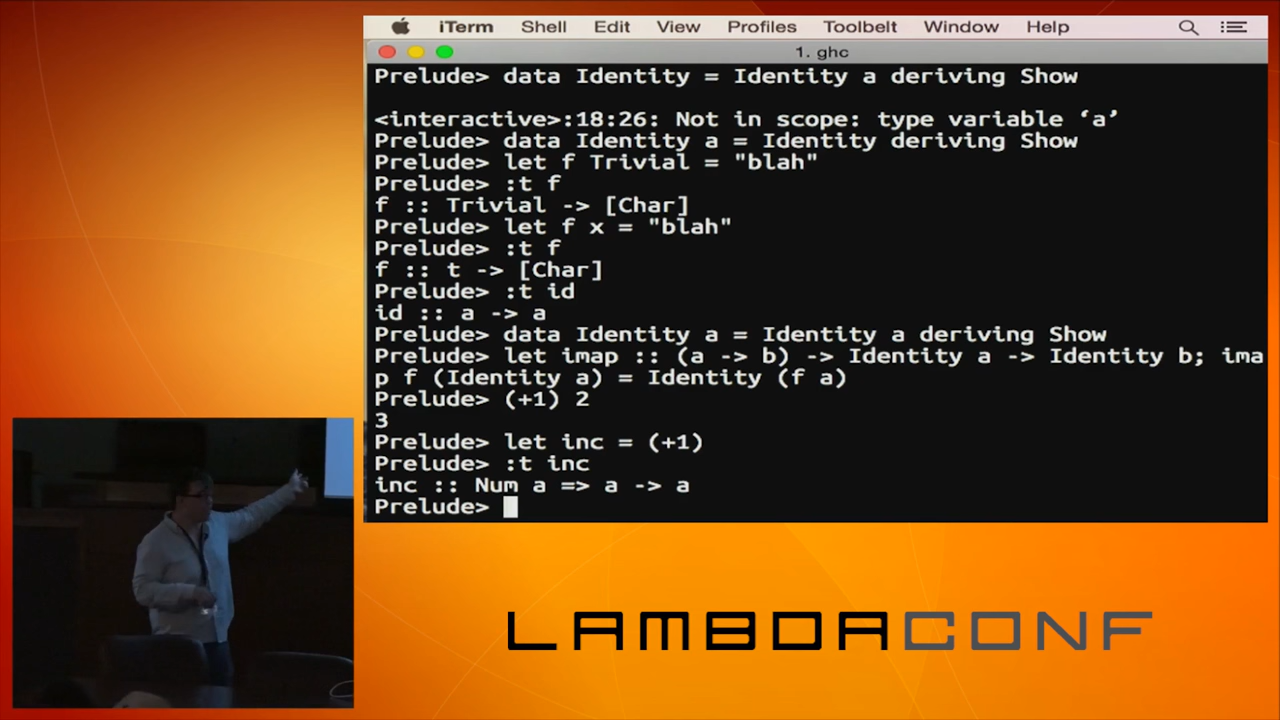 iTerm Shell Edit View Profiles Toolbelt Window Help
1. ghc
Prelude> data Identity = Identity a deriving Show
<interactive>:18:26: Not in scope: type variable ‘a’
Prelude> data Identity a = Identity deriving Show
Prelude> let f Trivial = "blah"
Prelude> :t f
f :: Trivial -> [Char]
Prelude> let f x = "blah"
Prelude> :t f
f :: t -> [Char]
Prelude> :t id
id :: a -> a
Prelude> data Identity a = Identity a deriving Show
Prelude> let imap :: (a -> b) -> Identity a -> Identity b; ima
p f (Identity a) = Identity (f a)
Prelude> (+1) 2
3
Prelude> let inc = (+1)
Prelude> :t inc
inc :: Num a => a -> a
Prelude>
LAMBDACONF